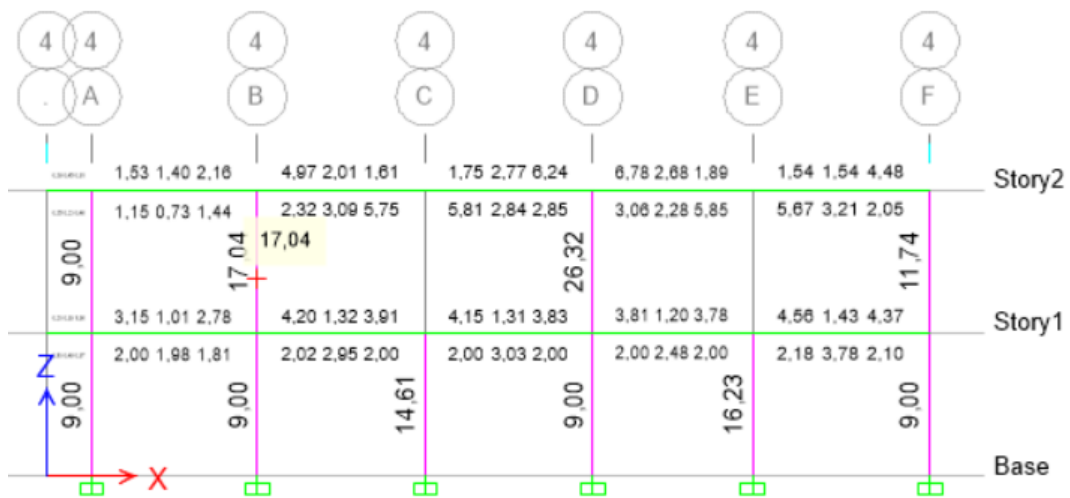 4 4 4 4 4 4 4
. A B C D E F
1,53 1,40 2,16 4,97 2,01 1,61 1,75 2,77 6,24 6,78 2,68 1,89 1,54 1,54 4,48
Story2
1,15 0,73 1,44 2,32 3,09 5,75 5,81 2,84 2,85 3,06 2,28 5,85 5,67 3,21 2,05
9,00 17,04 17,04 26,32 11,74
3,15 1,01 2,78 4,20 1,32 3,91 4,15 1,31 3,83 3,81 1,20 3,78 4,56 1,43 4,37
Story1
2,00 1,98 1,81 2,02 2,95 2,00 2,00 3,03 2,00 2,00 2,48 2,00 2,18 3,78 2,10
Z
9,00 9,00 14,61 9,00 16,23 9,00
Base
X